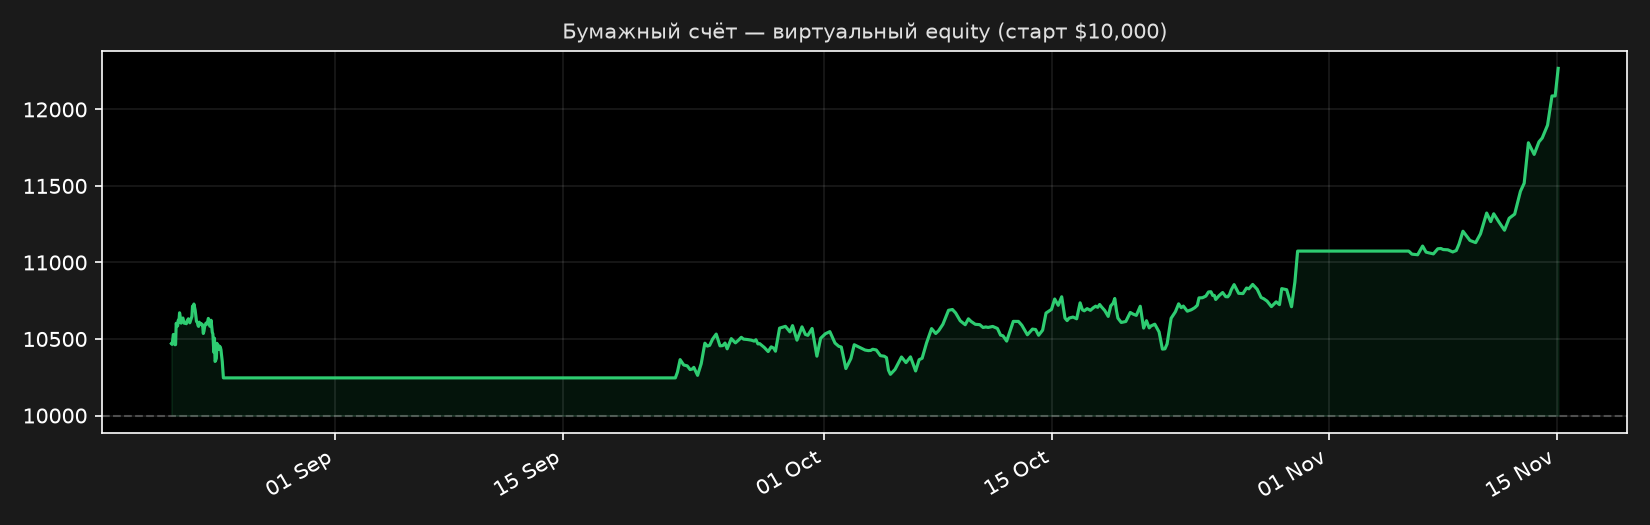 Бумажный счёт — виртуальный equity (старт $10,000)
12000
11500
11000
10500
10000
01 Sep
15 Sep
01 Oct
15 Oct
01 Nov
15 Nov